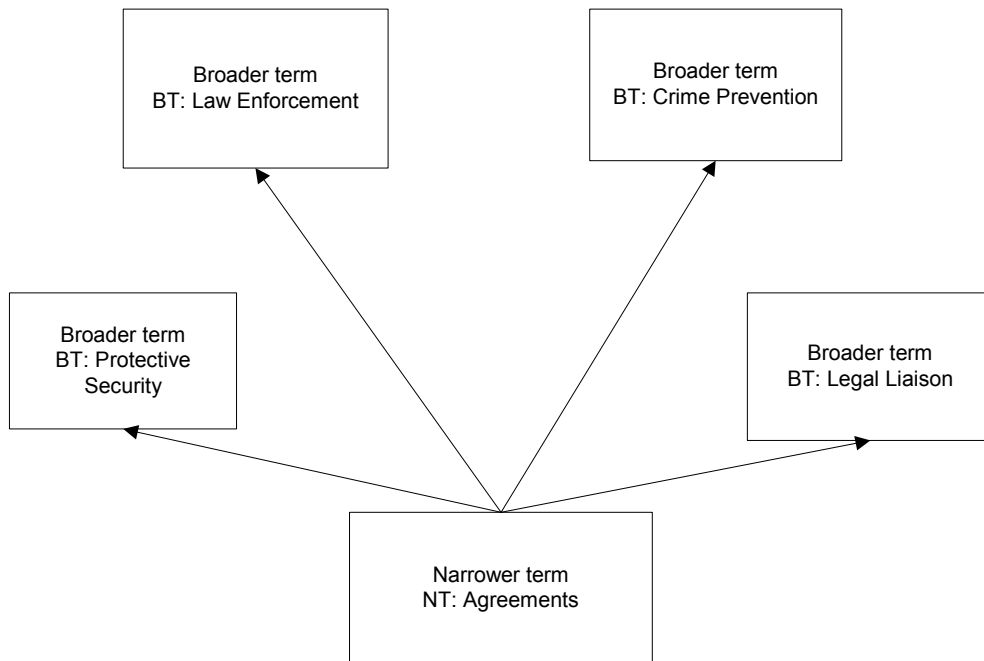 Broader term
BT: Law Enforcement
Broader term
BT: Crime Prevention
Broader term
BT: Protective
Security
Broader term
BT: Legal Liaison
Narrower term
NT: Agreements